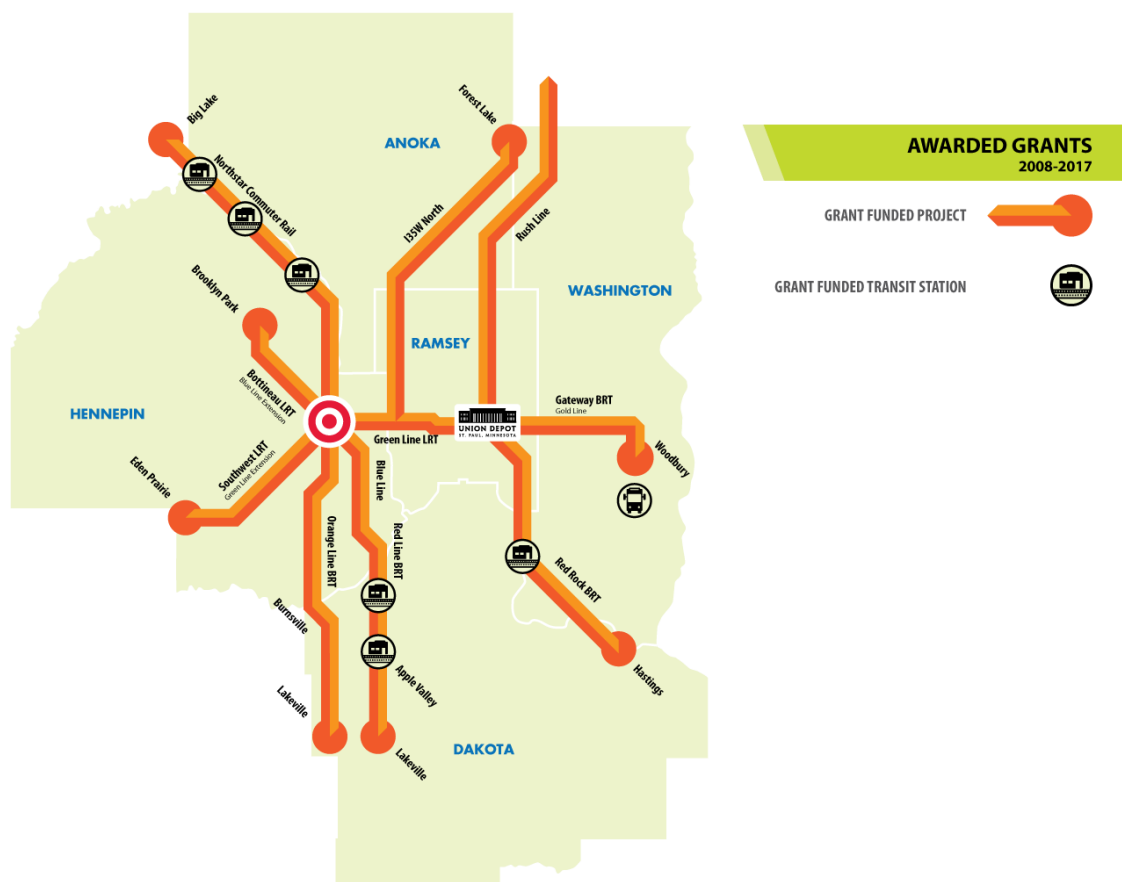 Big Lake
Northstar Commuter Rail
Forest Lake
ANOKA
I35W North
Rush Line
Brooklyn Park
WASHINGTON
RAMSEY
Bottineau LRT
Blue Line Extension
HENNEPIN
Gateway BRT
Gold Line
UNION DEPOT
ST. PAUL, MINNESOTA
Green Line LRT
Woodbury
Southwest LRT
Green Line Extension
Eden Prairie
Blue Line
Orange Line BRT
Red Line BRT
Red Rock BRT
Burnsville
Hastings
Apple Valley
Lakeville
Lakeville
DAKOTA
AWARDED GRANTS
2008-2017
GRANT FUNDED PROJECT
GRANT FUNDED TRANSIT STATION